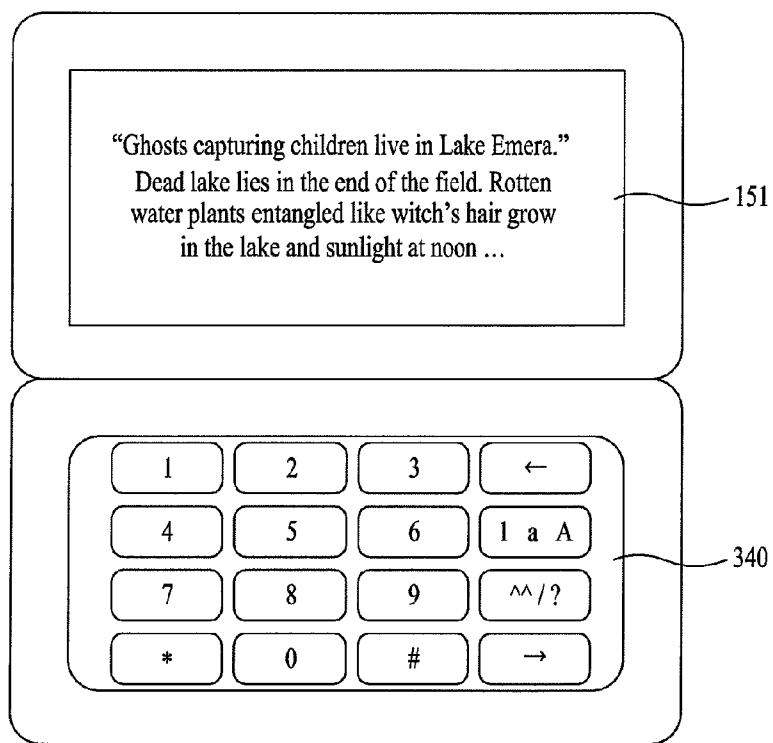 “Ghosts capturing children live in Lake Emera.”
Dead lake lies in the end of the field. Rotten
water plants entangled like witch’s hair grow
in the lake and sunlight at noon ...
151
1 2 3 ←
4 5 6 1 a A
340
7 8 9 ^^/?
* 0 # →